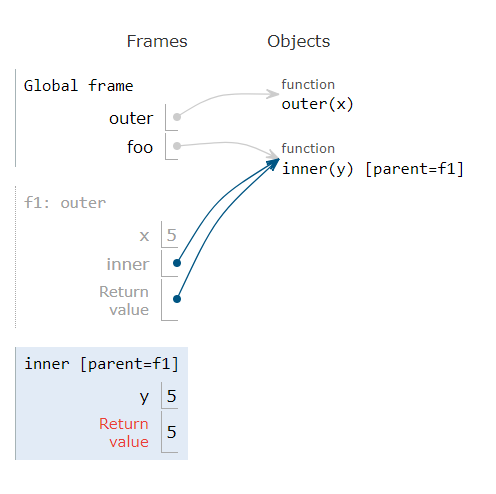 Frames Objects
Global frame
function
outer(x)
outer
foo
function
inner(y) [parent=f1]
f1: outer
x 5
inner
Return
value
inner [parent=f1]
y 5
Return
value 5